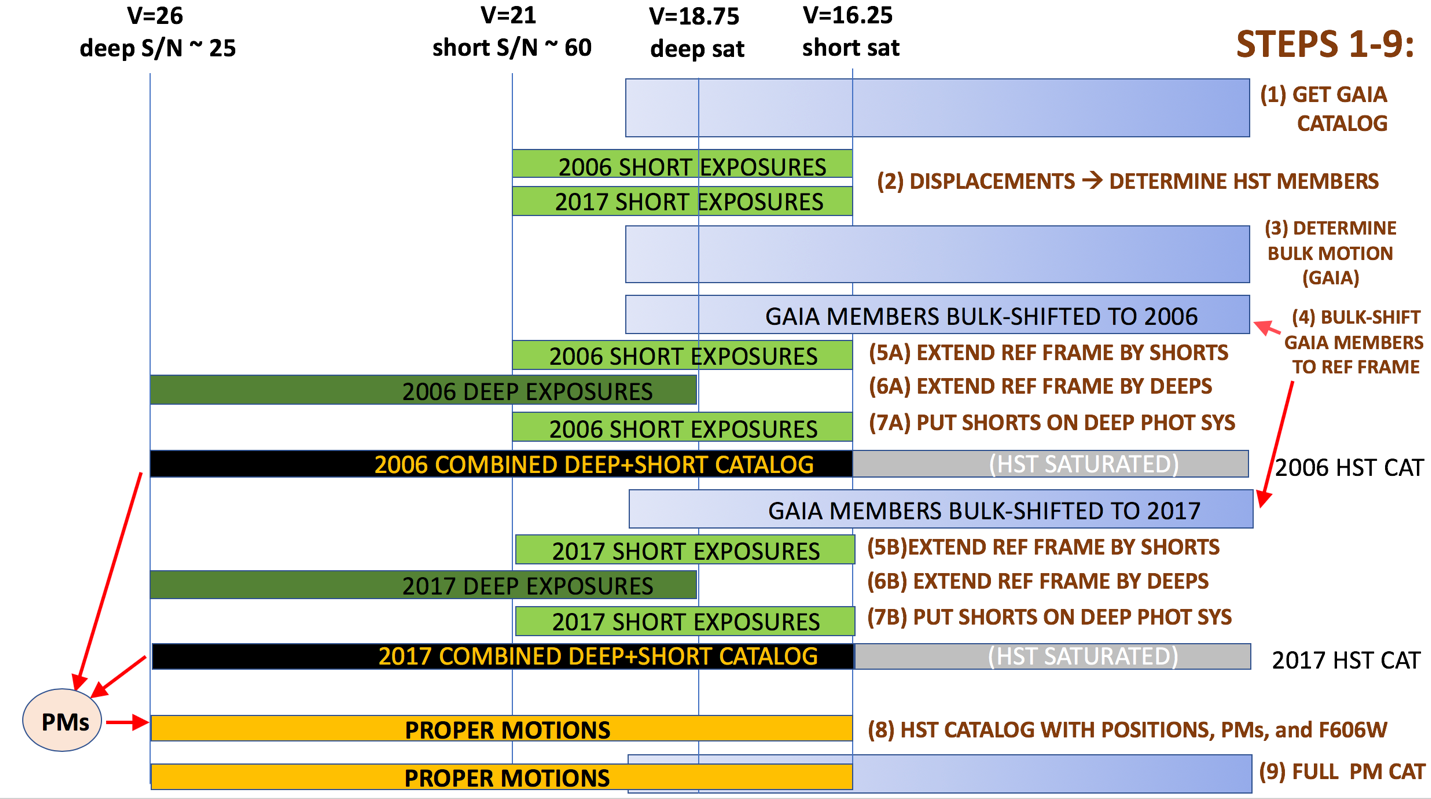 V=26
deep S/N ~ 25
V=21
short S/N ~ 60
V=18.75
deep sat
V=16.25
short sat
STEPS 1-9:
(1) GET GAIA
CATALOG
2006 SHORT EXPOSURES
2017 SHORT EXPOSURES
(2) DISPLACEMENTS → DETERMINE HST MEMBERS
(3) DETERMINE
BULK MOTION
(GAIA)
GAIA MEMBERS BULK-SHIFTED TO 2006
(4) BULK-SHIFT
GAIA MEMBERS
TO REF FRAME
2006 SHORT EXPOSURES
(5A) EXTEND REF FRAME BY SHORTS
2006 DEEP EXPOSURES
(6A) EXTEND REF FRAME BY DEEPS
2006 SHORT EXPOSURES
(7A) PUT SHORTS ON DEEP PHOT SYS
2006 COMBINED DEEP+SHORT CATALOG
(HST SATURATED)
2006 HST CAT
GAIA MEMBERS BULK-SHIFTED TO 2017
2017 SHORT EXPOSURES
(5B)EXTEND REF FRAME BY SHORTS
2017 DEEP EXPOSURES
(6B) EXTEND REF FRAME BY DEEPS
2017 SHORT EXPOSURES
(7B) PUT SHORTS ON DEEP PHOT SYS
2017 COMBINED DEEP+SHORT CATALOG
(HST SATURATED)
2017 HST CAT
PMs
PROPER MOTIONS
(8) HST CATALOG WITH POSITIONS, PMs, and F606W
PROPER MOTIONS
(9) FULL PM CAT